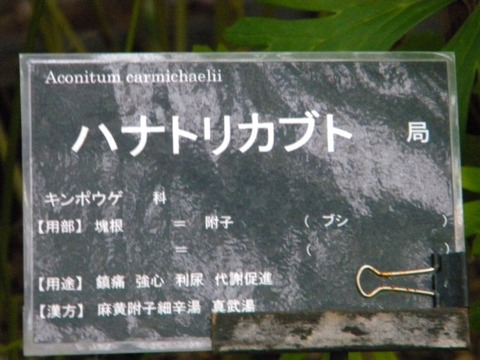 Aconitum carmichaelii
ハナトリカブト 局
キンポウゲ 科
【用部】 塊根 = 附子 ( ブシ )
= ( )
【用途】 鎮痛 強心 利尿 代謝促進
【漢方】 麻黄附子細辛湯 真武湯